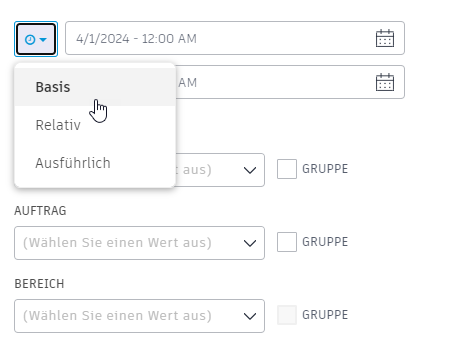 4/1/2024 - 12:00 AM
AM
Basis
Relativ
Ausführlich
aus) GRUPPE
AUFTRAG
(Wählen Sie einen Wert aus) GRUPPE
BEREICH
(Wählen Sie einen Wert aus) GRUPPE